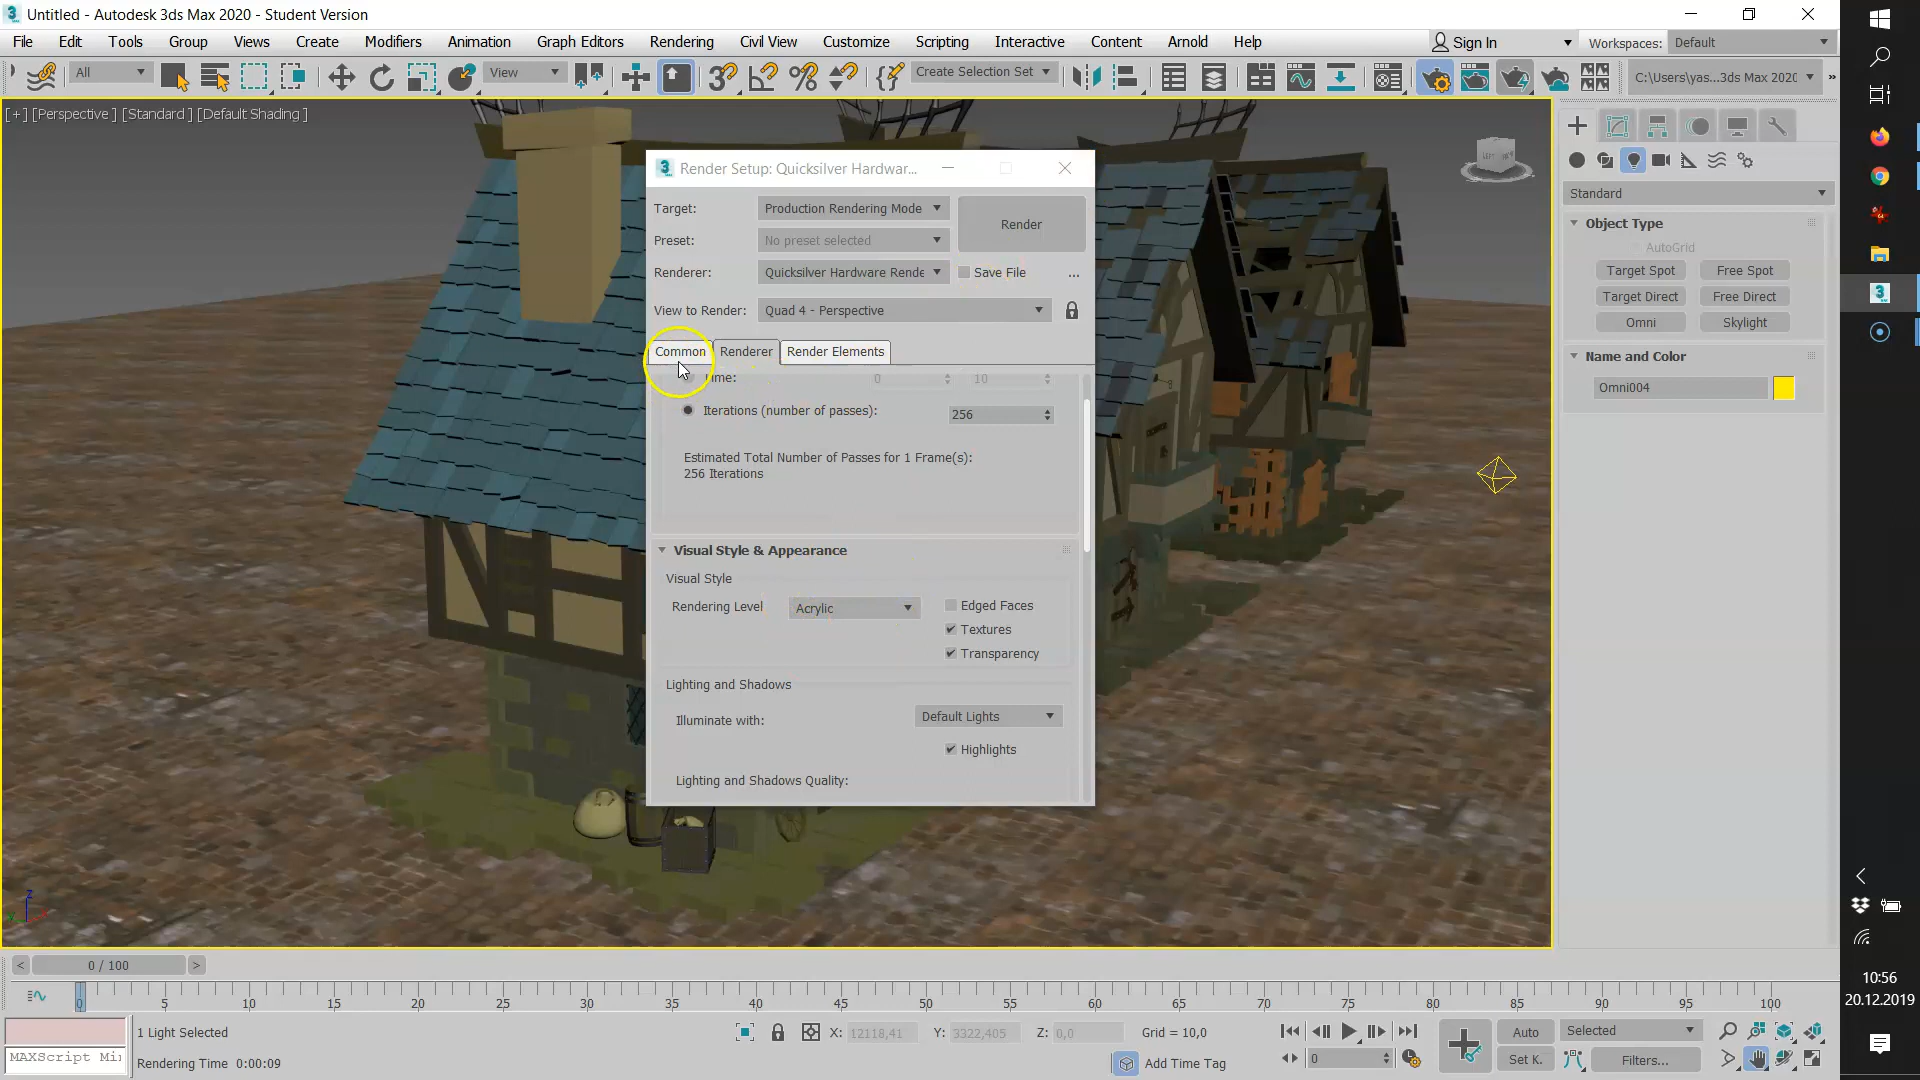 Untitled - Autodesk 3ds Max 2020 - Student Version
File Edit Tools Group Views Create Modifiers Animation Graph Editors Rendering Civil View Customize Scripting Interactive Content Arnold Help
Sign In
Workspaces: Default
All
View
Create Selection Set
C:\Users\yas...3ds Max 2020
[+] [Perspective ] [Standard ] [Default Shading ]
Render Setup: Quicksilver Hardwar...
Target: Production Rendering Mode
Render
Preset: No preset selected
Renderer: Quicksilver Hardware Rende
Save File ...
View to Render: Quad 4 - Perspective
Common Renderer Render Elements
Time: 0 10
Iterations (number of passes): 256
Estimated Total Number of Passes for 1 Frame(s):
256 Iterations
Visual Style & Appearance
Visual Style
Rendering Level Acrylic
Edged Faces
Textures
Transparency
Lighting and Shadows
Illuminate with: Default Lights
Highlights
Lighting and Shadows Quality:
Standard
Object Type
AutoGrid
Target Spot Free Spot
Target Direct Free Direct
Omni Skylight
Name and Color
Omni004
0 / 100
0 5 10 15 20 25 30 35 40 45 50 55 60 65 70 75 80 85 90 95 100
1 Light Selected
X: 12118,41 Y: 3322,405 Z: 0,0 Grid = 10,0
Auto Selected
MAXScript Mi
Rendering Time 0:00:09
Add Time Tag
0
Set K. Filters...
10:56
20.12.2019